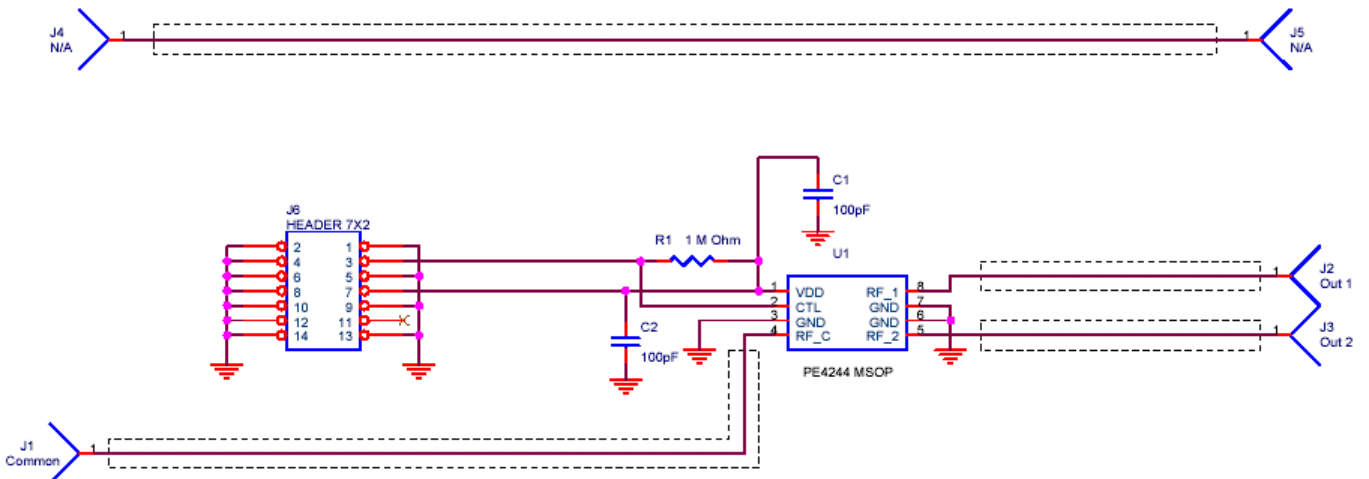 J4
N/A
1
1
J5
N/A
C1
100pF
J6
HEADER 7X2
R1 1 M Ohm
U1
2 1
4 3
6 5
8 7
10 9
12 11
14 13
1 VDD RF_1 8
2 CTL GND 7
3 GND GND 6
4 RF_C RF_2 5
PE4244 MSOP
C2
100pF
1
J2
Out 1
1
J3
Out 2
J1
Common
1